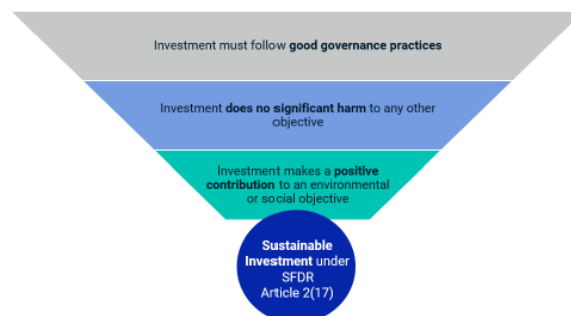 Investment must follow good governance practices
Investment does no significant harm to any other
objective
Investment makes a positive
contribution to an environmental
or social objective
Sustainable
Investment under
SFDR
Article 2(17)